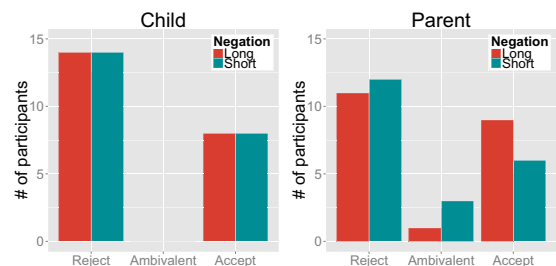 Child
# of participants
15
10
5
0
Negation
Long
Short
Reject Ambivalent Accept
Parent
# of participants
15
10
5
0
Negation
Long
Short
Reject Ambivalent Accept